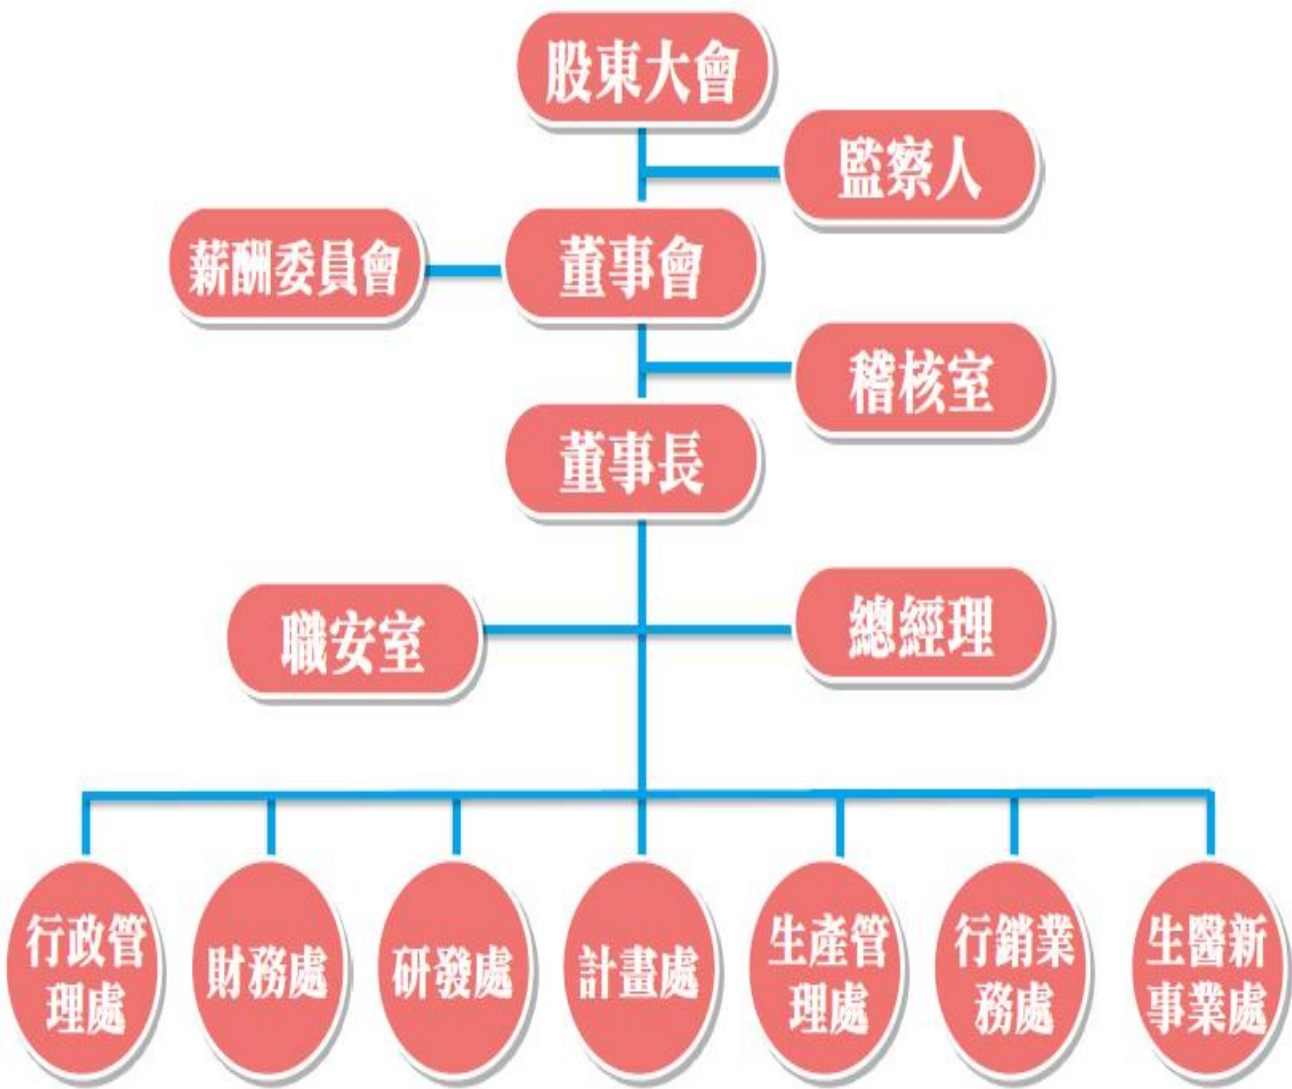 股東大會
監察人
薪酬委員會
董事會
稽核室
董事長
職安室
總經理
行政管
理處
財務處
研發處
計畫處
生產管
理處
行銷業
務處
生醫新
事業處